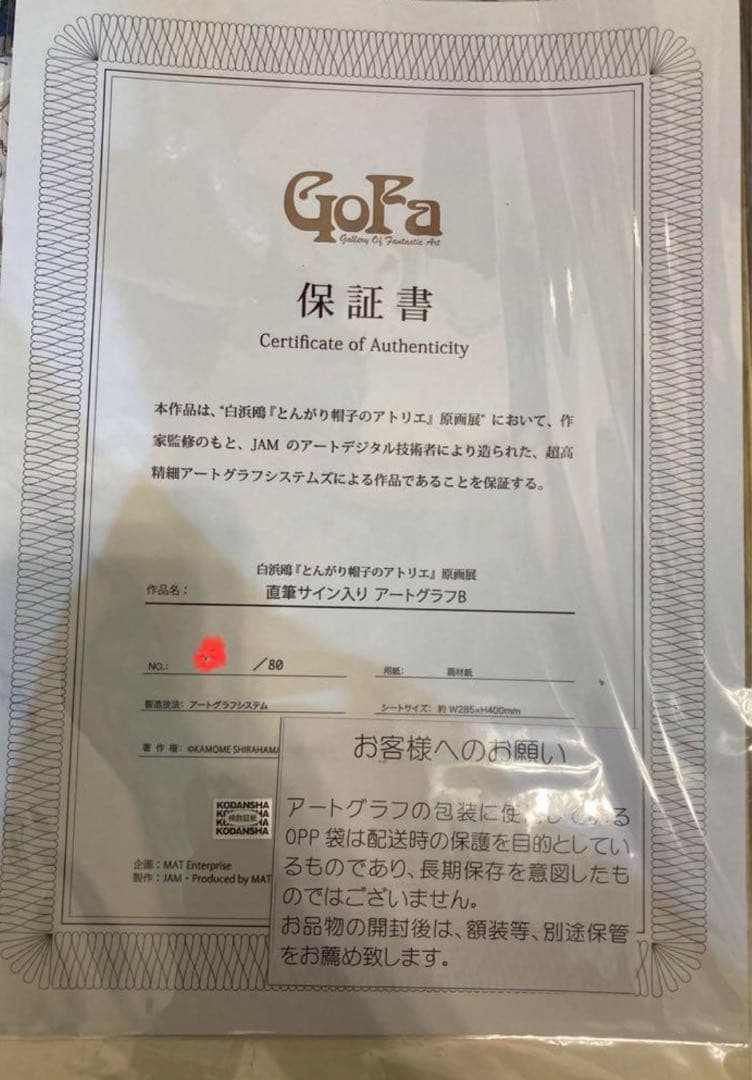 GoFa
Gallery Of Fantastic Art
保証書
Certificate of Authenticity
本作品は、"白浜鴎『とんがり帽子のアトリエ』原画展"において、作
家監修のもと、JAM のアートデジタル技術者により造られた、超高
精細アートグラフシステムズによる作品であることを保証する。
白浜鴎『とんがり帽子のアトリエ』原画展
作品名： 直筆サイン入り アートグラフB
NO.: /80 用紙: 画材紙
製造技法: アートグラフシステム シートサイズ: 約 W285×H400mm
著 作 権: ©KAMOME SHIRAHAMA
KODANSHA
KODANSHA
KODANSHA
企画：MAT Enterprise
製作：JAM・Produced by MAT
お客様へのお願い
アートグラフの包装に使用している
OPP 袋は配送時の保護を目的としてい
るものであり、長期保存を意図したも
のではございません。
お品物の開封後は、額装等、別途保管
をお薦め致します。